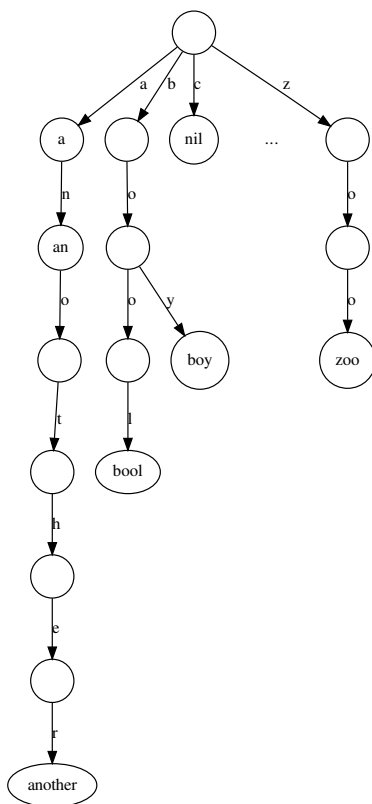 a b c z
a nil ...
n o o
an
o o y o
boy zoo
t l
bool
h
e
r
another